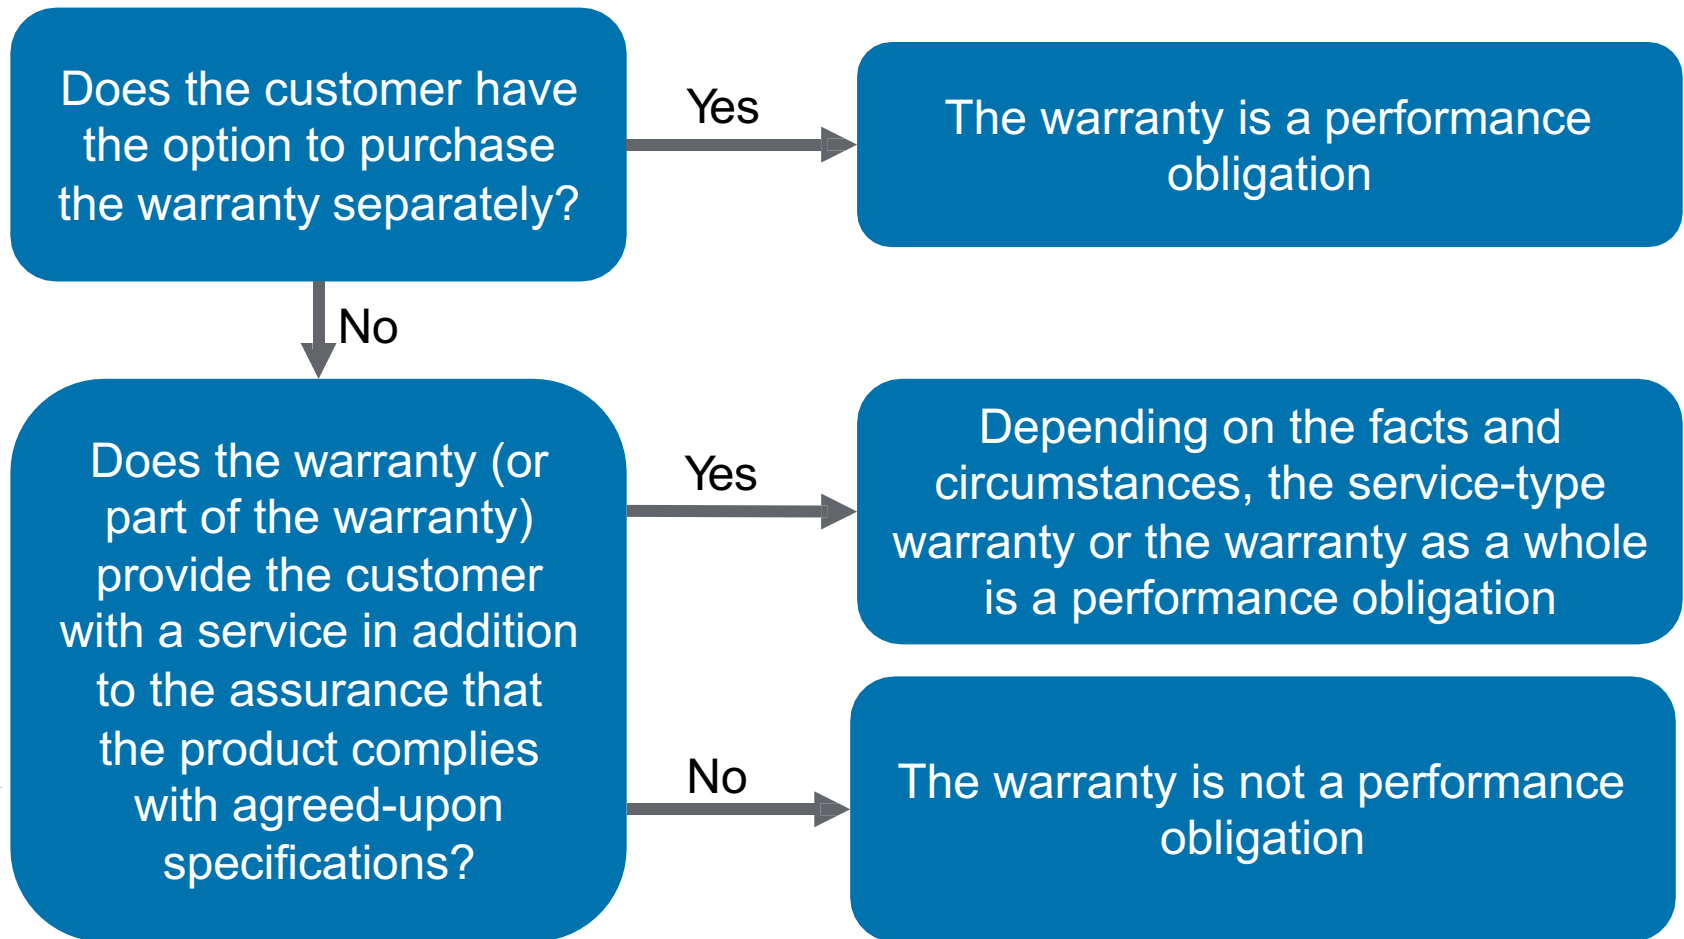 Does the customer have
the option to purchase
the warranty separately?
Yes
The warranty is a performance
obligation
No
Does the warranty (or
part of the warranty)
provide the customer
with a service in addition
to the assurance that
the product complies
with agreed-upon
specifications?
Yes
Depending on the facts and
circumstances, the service-type
warranty or the warranty as a whole
is a performance obligation
No
The warranty is not a performance
obligation